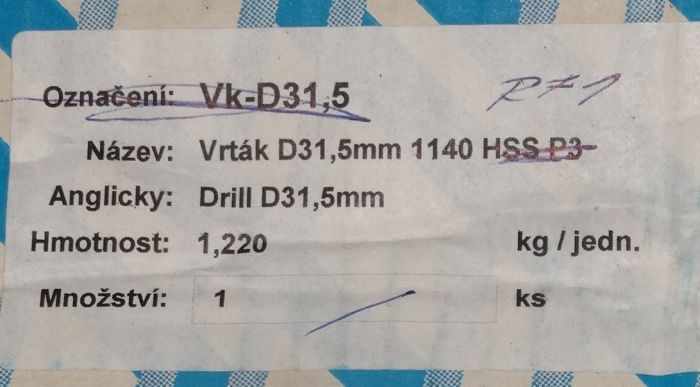 Označení: Vk-D31,5
Název: Vrták D31,5mm 1140 HSS P3
Anglicky: Drill D31,5mm
Hmotnost: 1,220 kg / jedn.
Množství: 1 ks